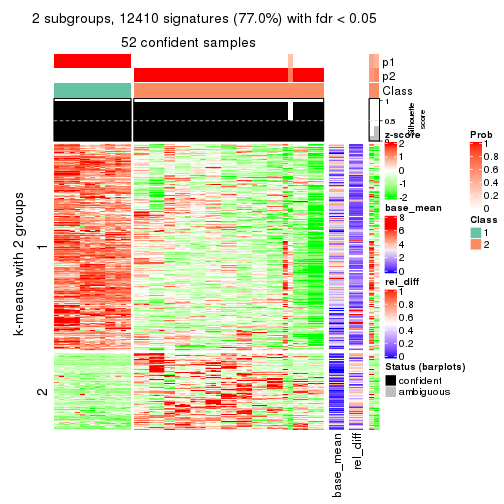 2 subgroups, 12410 signatures (77.0%) with fdr < 0.05
52 confident samples
p1
p2
Class
1
0.5
0
Silhouette
score
k-means with 2 groups
1
2
base_mean
rel_diff
z-score
2
1
0
-1
-2
base_mean
8
6
4
2
0
rel_diff
1
0.8
0.6
0.4
0.2
0
Status (barplots)
confident
ambiguous
Prob
1
0.8
0.6
0.4
0.2
0
Class
1
2